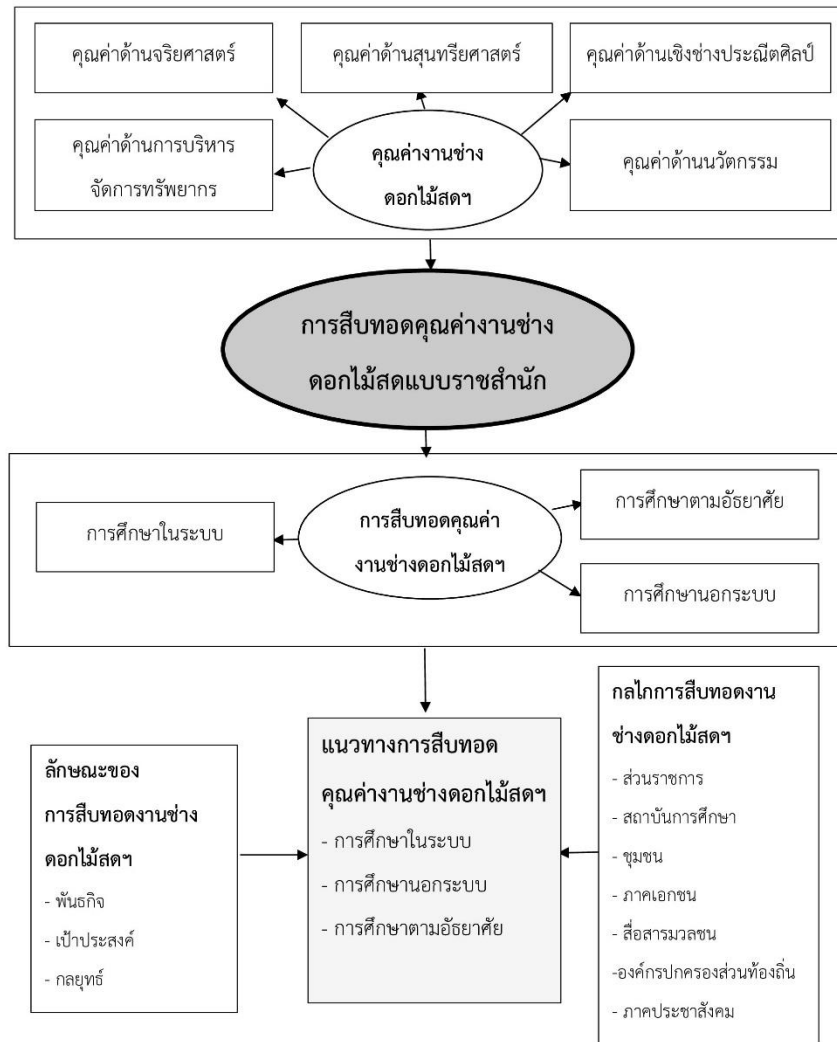 คุณค่าด้านจริยศาสตร์
คุณค่าด้านสุนทรียศาสตร์
คุณค่าด้านเชิงช่างประณีตศิลป์
คุณค่าด้านการบริหาร
จัดการทรัพยากร
คุณค่างานช่าง
ดอกไม้สดฯ
คุณค่าด้านนวัตกรรม
การสืบทอดคุณค่างานช่าง
ดอกไม้สดแบบราชสำนัก
การศึกษาในระบบ
การสืบทอดคุณค่า
งานช่างดอกไม้สดฯ
การศึกษาตามอัธยาศัย
การศึกษานอกระบบ
ลักษณะของ
การสืบทอดงานช่าง
ดอกไม้สดฯ
- พันธกิจ
- เป้าประสงค์
- กลยุทธ์
แนวทางการสืบทอด
คุณค่างานช่างดอกไม้สดฯ
- การศึกษาในระบบ
- การศึกษานอกระบบ
- การศึกษาตามอัธยาศัย
กลไกการสืบทอดงาน
ช่างดอกไม้สดฯ
- ส่วนราชการ
- สถาบันการศึกษา
- ชุมชน
- ภาคเอกชน
- สื่อสารมวลชน
-องค์กรปกครองส่วนท้องถิ่น
- ภาคประชาสังคม